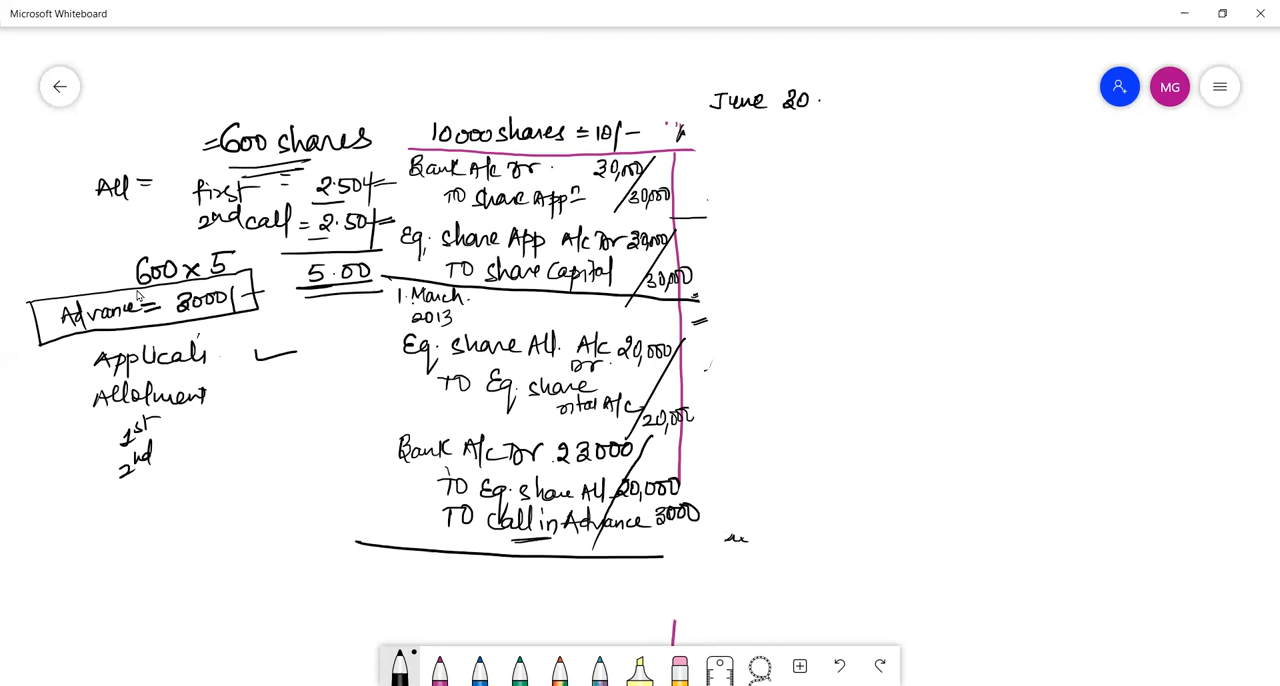 Microsoft Whiteboard
MG
June 20.
= 600 shares
All =
first = 2.50/-
2nd call = 2.50/-
5.00
600 x 5
Advance = 3000/-
Applicati
Allotment
1st
2nd
10000 shares = 10/-
Bank A/c Dr. 30,000
To share Appn 30,000
Eq. share App A/c Dr 30,000
To share Capital 30,000
1. March
2013
Eq. share All. A/c 20,000
Dr.
To Eq. share
A/c
20,000
Bank A/c Dr. 23000
To Eq. share All 20,000
To Call in Advance 3000